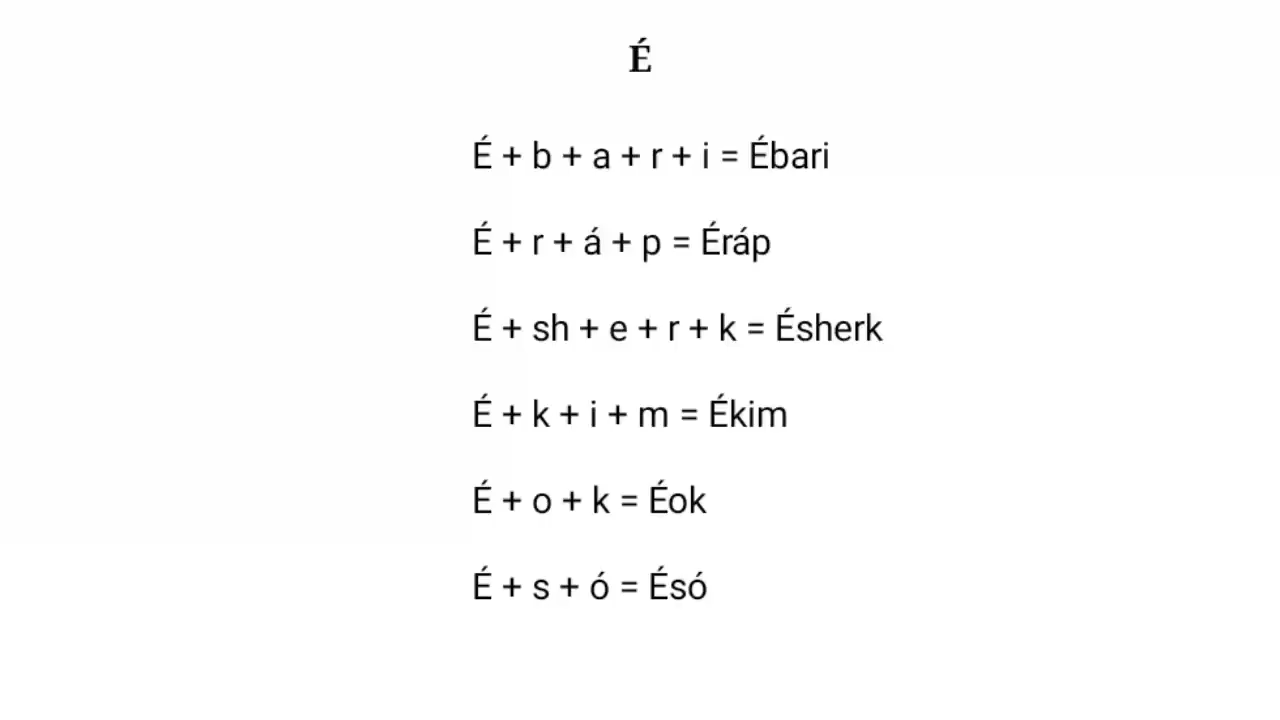 É
É + b + a + r + i = Ébari
É + r + á + p = Éráp
É + sh + e + r + k = Ésherk
É + k + i + m = Ékim
É + o + k = Éok
É + s + ó = Ésó